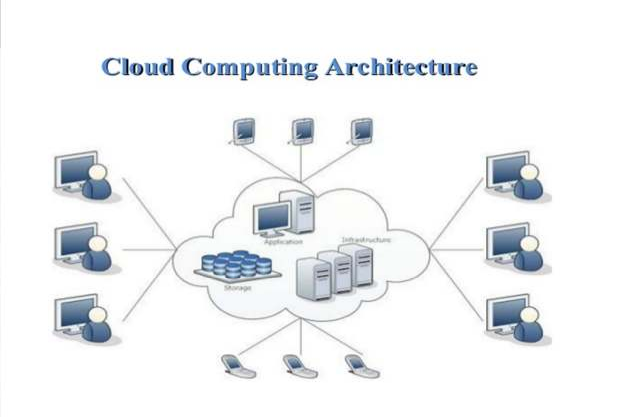 Cloud Computing Architecture
Application
Infrastructure
Storage